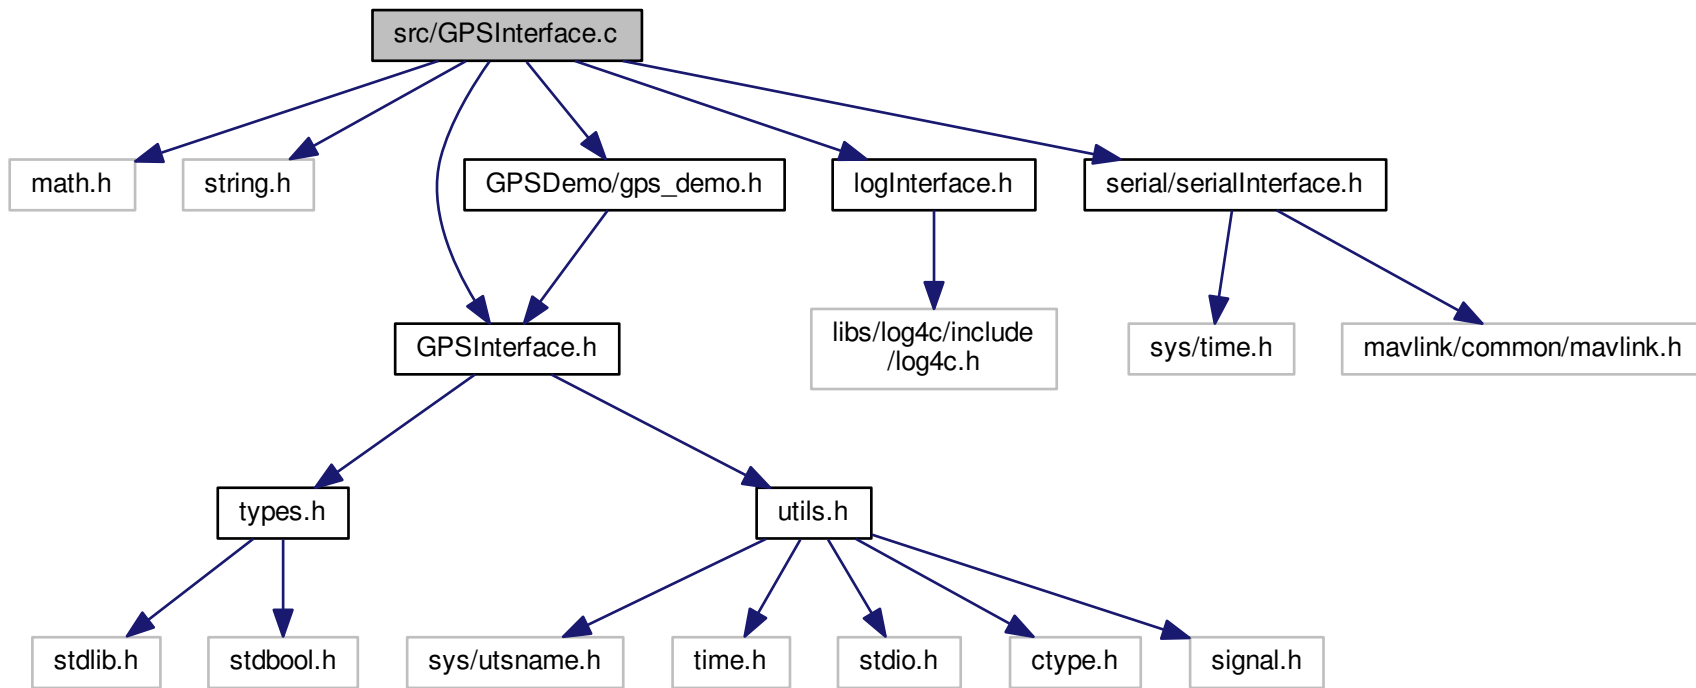 src/GPSInterface.c
math.h
string.h
GPSDemo/gps_demo.h
logInterface.h
serial/serialInterface.h
GPSInterface.h
libs/log4c/include
/log4c.h
sys/time.h
mavlink/common/mavlink.h
types.h
utils.h
stdlib.h
stdbool.h
sys/utsname.h
time.h
stdio.h
ctype.h
signal.h